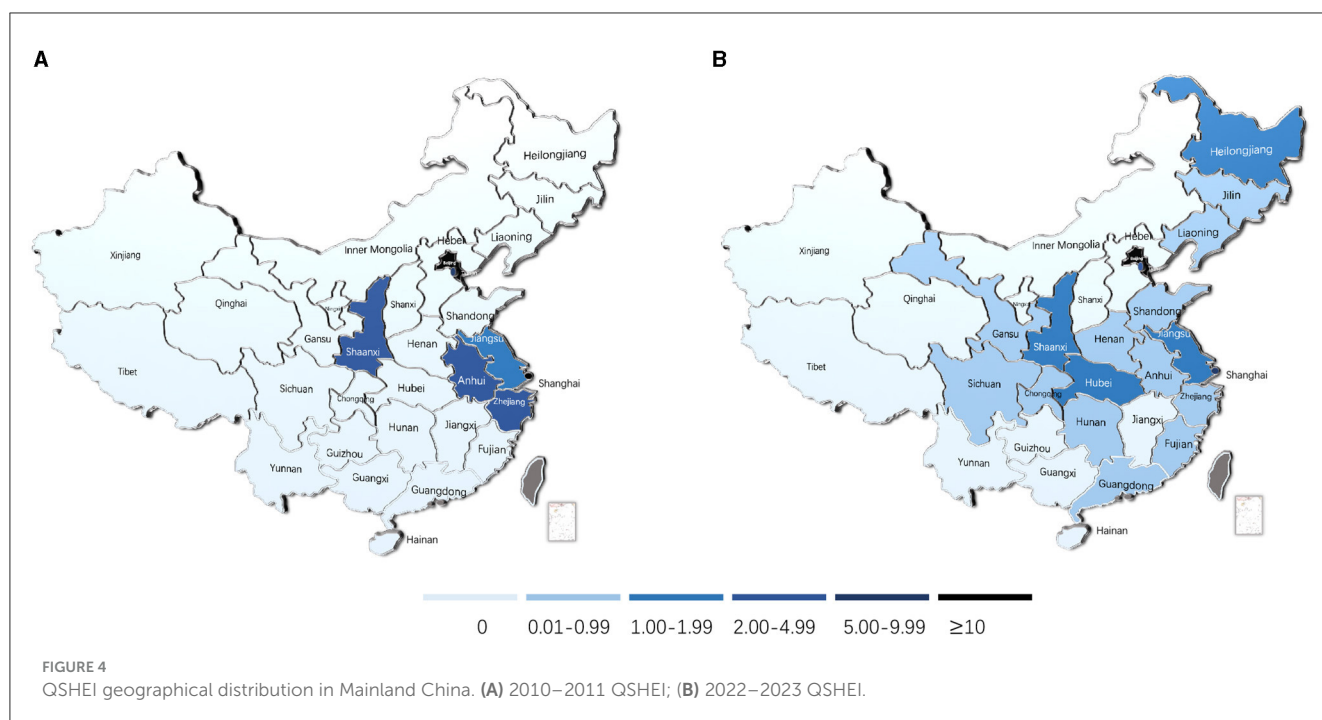 A
B
Heilongjiang
Jilin
Liaoning
Hebei
Inner Mongolia
Xinjiang
Qinghai
Gansu
Shanxi
Shandong
Shaanxi
Henan
Jiangsu
Tibet
Sichuan
Chongqing
Hubei
Anhui
Shanghai
Zhejiang
Hunan
Jiangxi
Guizhou
Fujian
Yunnan
Guangxi
Guangdong
Hainan
Heilongjiang
Jilin
Liaoning
Hebei
Inner Mongolia
Xinjiang
Qinghai
Gansu
Shanxi
Shandong
Shaanxi
Henan
Jiangsu
Tibet
Sichuan
Chongqing
Hubei
Anhui
Shanghai
Zhejiang
Hunan
Jiangxi
Guizhou
Fujian
Yunnan
Guangxi
Guangdong
Hainan
0 0.01-0.99 1.00-1.99 2.00-4.99 5.00-9.99 ≥10
FIGURE 4
QSHEI geographical distribution in Mainland China. (A) 2010–2011 QSHEI; (B) 2022–2023 QSHEI.